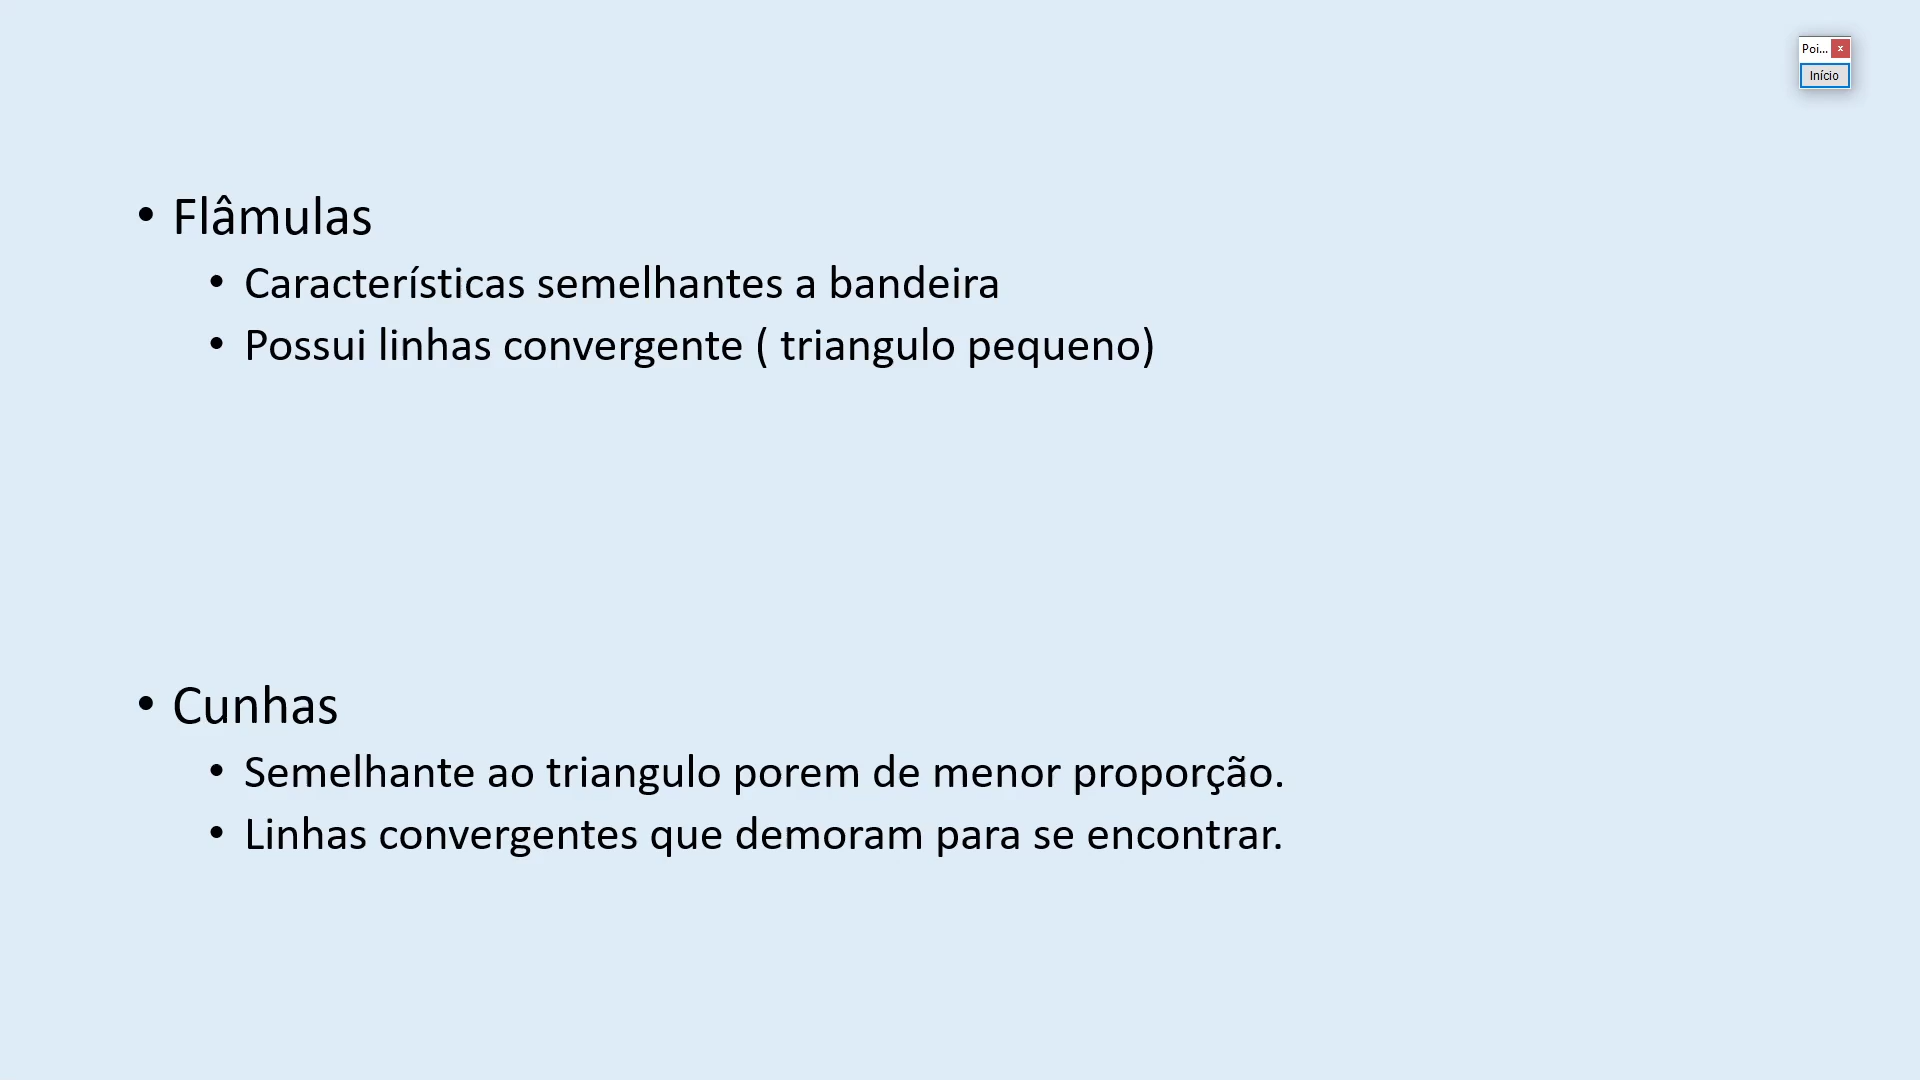 Poi...
x
Início
• Flâmulas
• Características semelhantes a bandeira
• Possui linhas convergente ( triangulo pequeno)
• Cunhas
• Semelhante ao triangulo porem de menor proporção.
• Linhas convergentes que demoram para se encontrar.